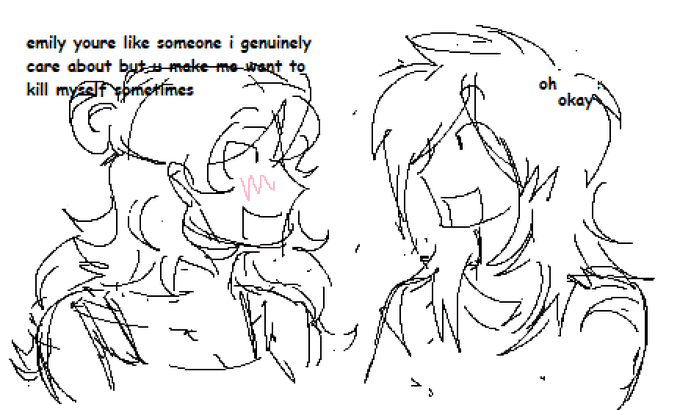 emily youre like someone i genuinely
care about but u make me want to
kill myself sometimes
oh
okay